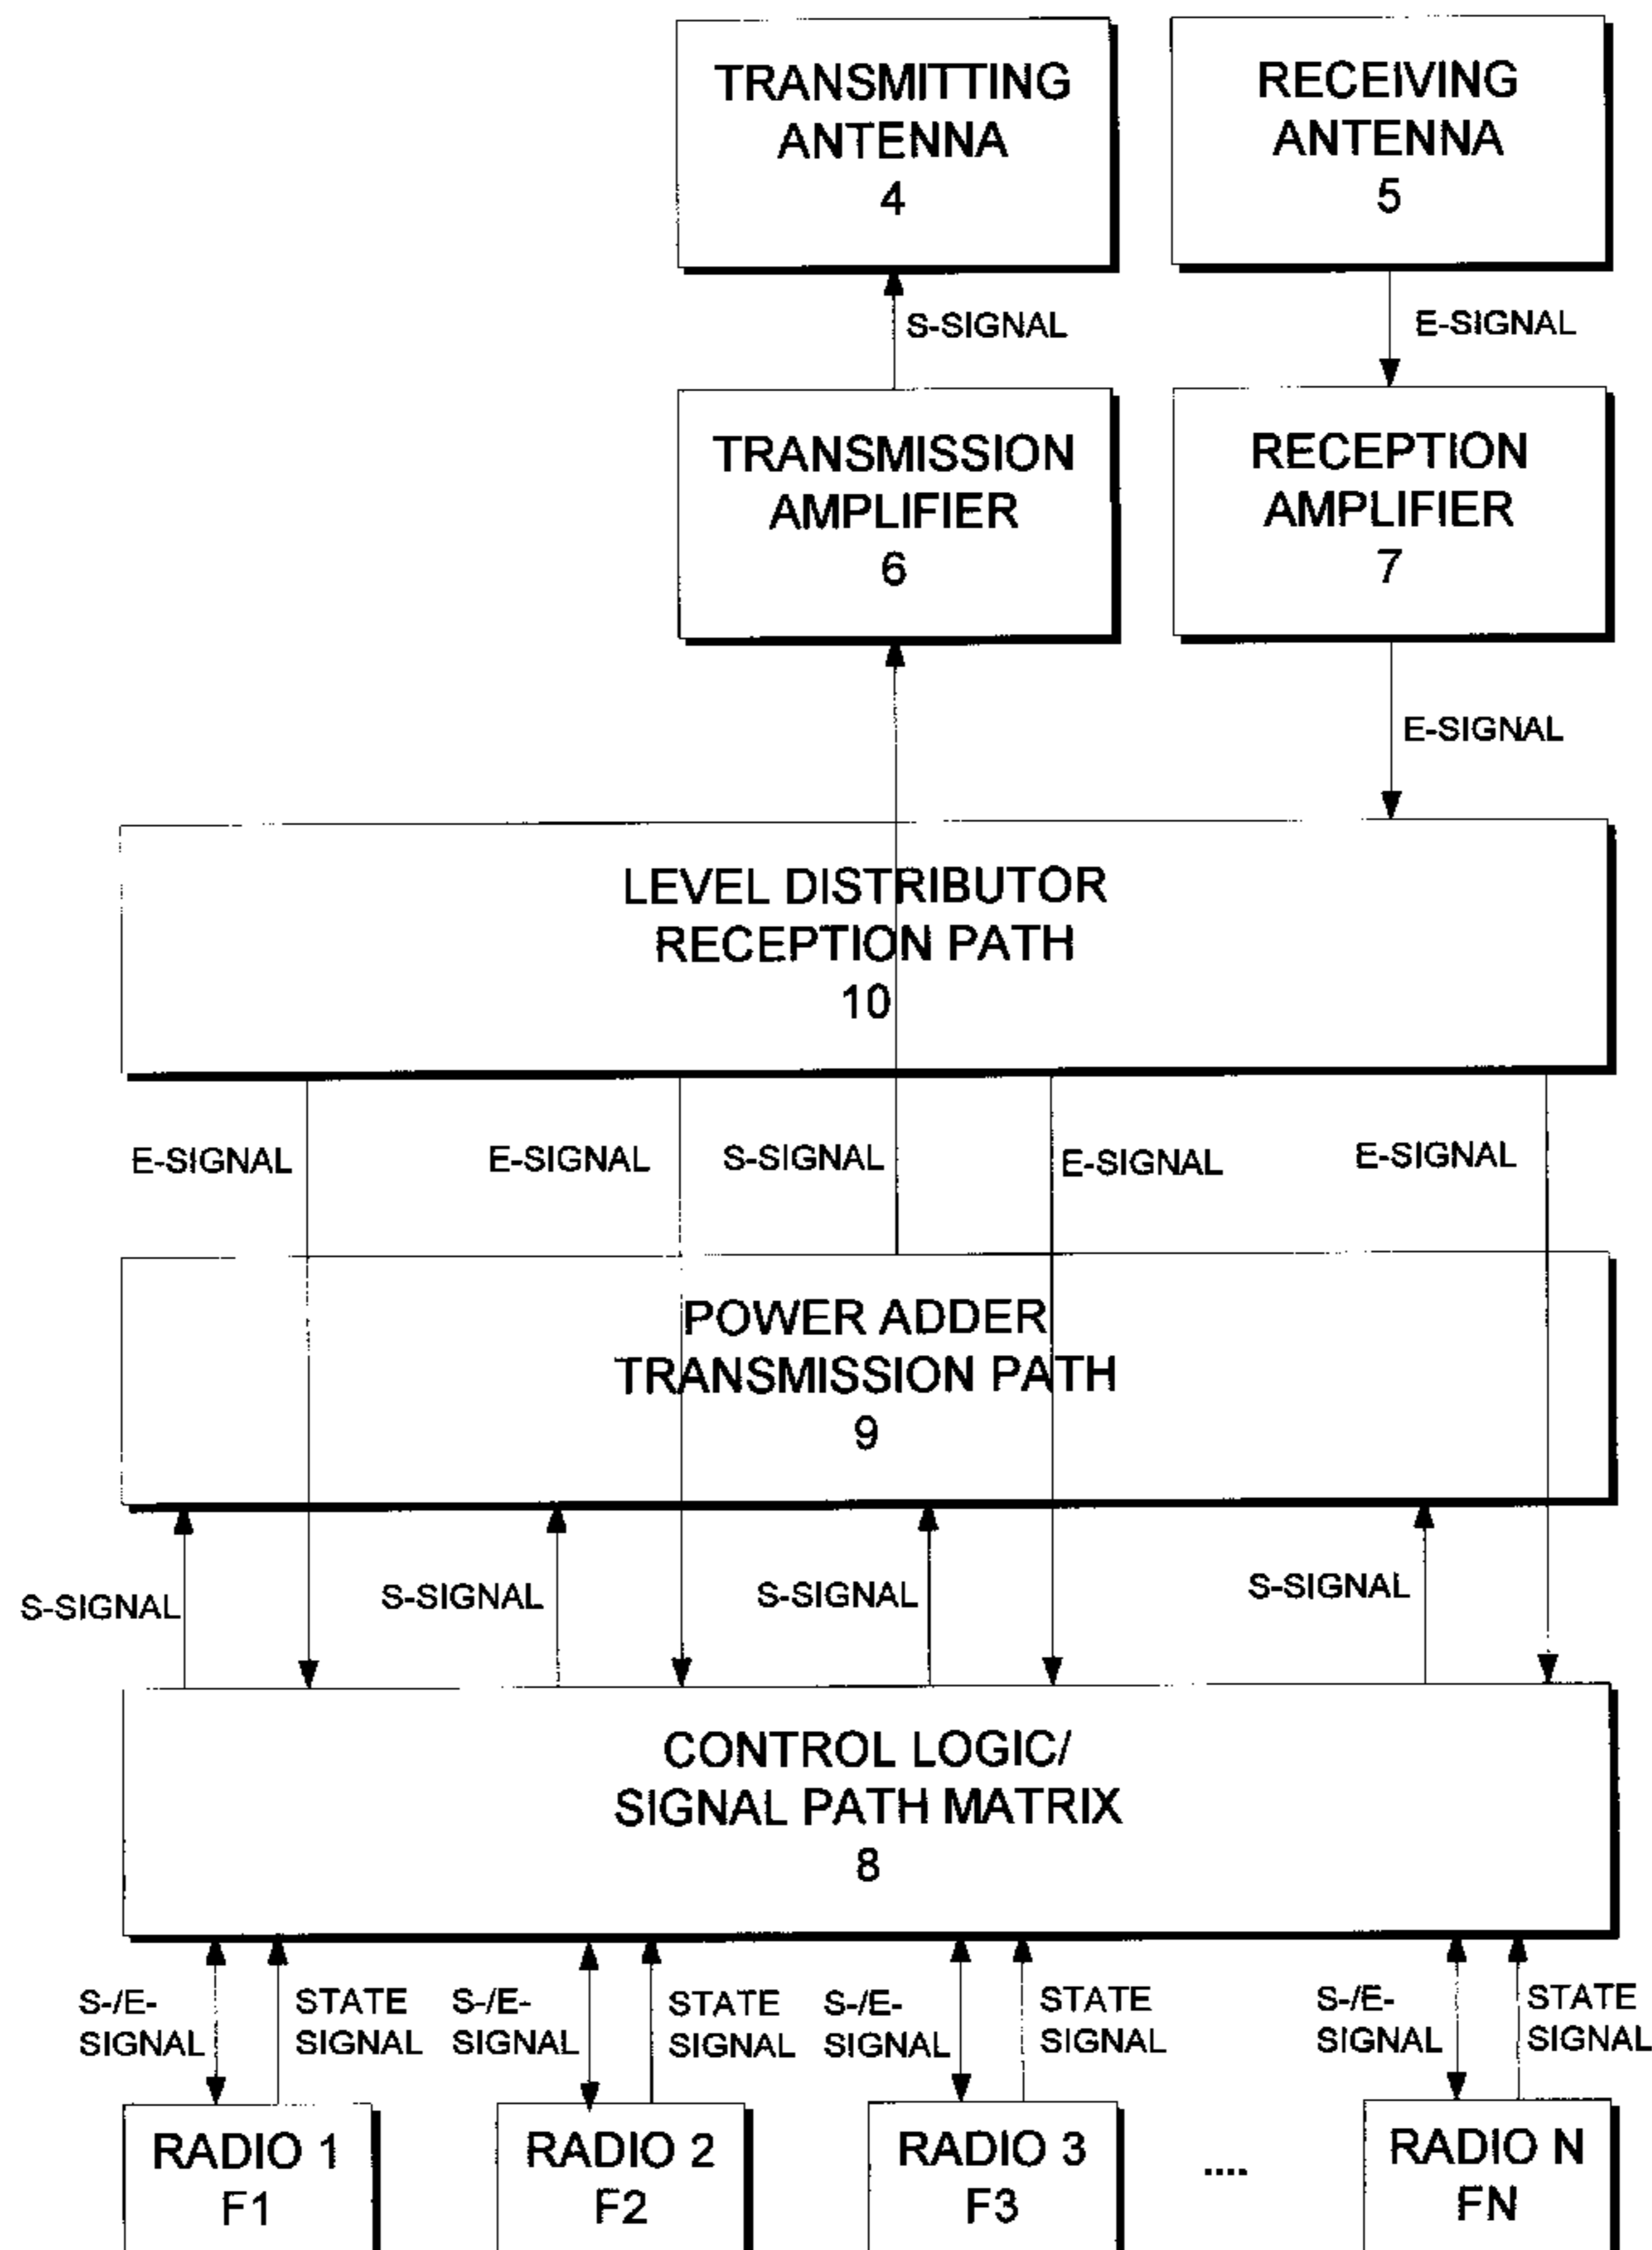 TRANSMITTING
ANTENNA
4
RECEIVING
ANTENNA
5
S-SIGNAL
E-SIGNAL
TRANSMISSION
AMPLIFIER
6
RECEPTION
AMPLIFIER
7
E-SIGNAL
LEVEL DISTRIBUTOR
RECEPTION PATH
10
E-SIGNAL
E-SIGNAL
S-SIGNAL
E-SIGNAL
E-SIGNAL
POWER ADDER
TRANSMISSION PATH
9
S-SIGNAL
S-SIGNAL
S-SIGNAL
S-SIGNAL
CONTROL LOGIC/
SIGNAL PATH MATRIX
8
S-/E-
SIGNAL
STATE
SIGNAL
S-/E-
SIGNAL
STATE
SIGNAL
S-/E-
SIGNAL
STATE
SIGNAL
S-/E-
SIGNAL
STATE
SIGNAL
RADIO 1
F1
RADIO 2
F2
RADIO 3
F3
....
RADIO N
FN